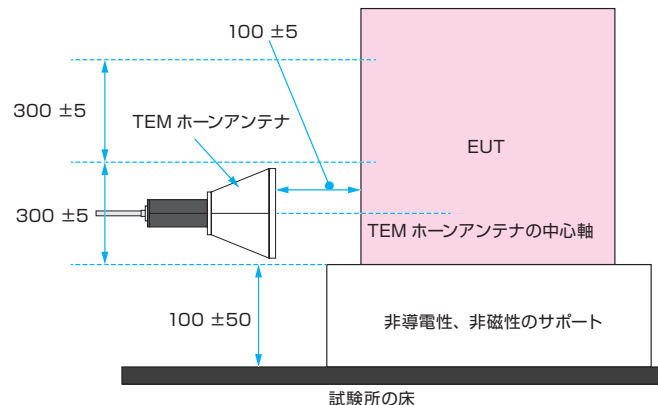 100 ±5
300 ±5
TEM ホーンアンテナ
EUT
300 ±5
TEM ホーンアンテナの中心軸
100 ±50
非導電性、非磁性のサポート
試験所の床